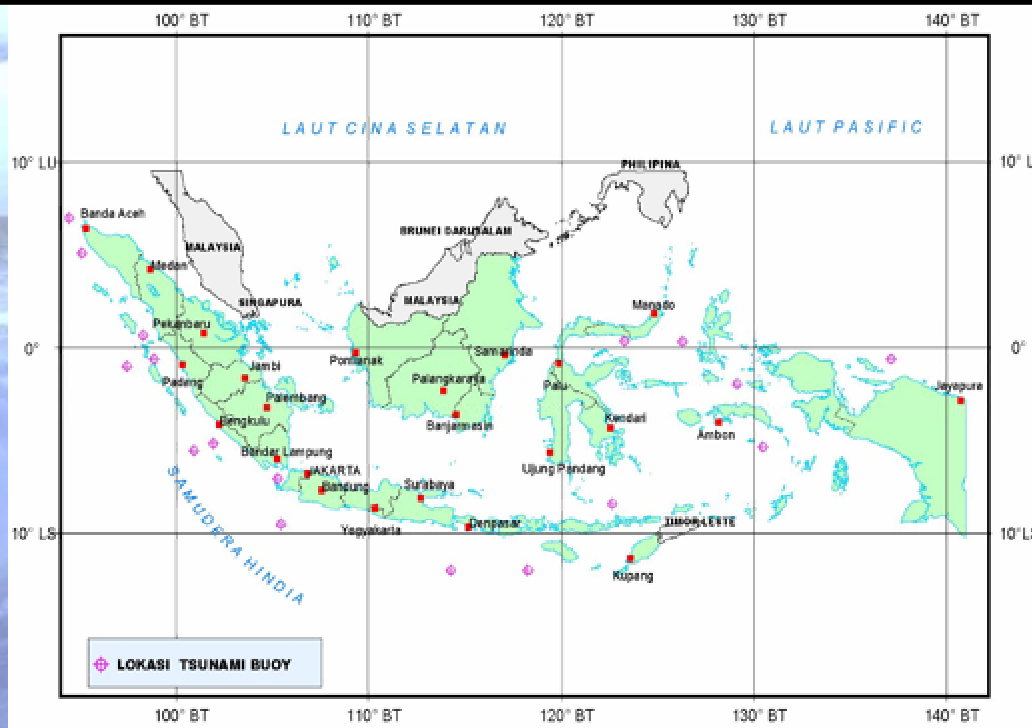 100° BT
110° BT
120° BT
130° BT
140° BT
LAUT CINA SELATAN
LAUT PASIFIC
10° LU
10° L
PHILIPINA
Banda Aceh
BRUNEI DARUSALAM
MALAYSIA
Medan
SINGAPURA
MALAYSIA
Manado
Pekanbaru
0°
0°
Pontianak
Samarinda
Padang
Jambi
Palangkaraya
Palu
Jayapura
Palembang
Bengkulu
Banjarmasin
Kendari
Ambon
Bandar Lampung
JAKARTA
Ujung Pandang
Bandung
Surabaya
SAMUDERA HINDIA
Yogyakarta
Denpasar
TIMOR LESTE
10° LS
10° LS
Kupang
LOKASI TSUNAMI BUOY
100° BT
110° BT
120° BT
130° BT
140° BT